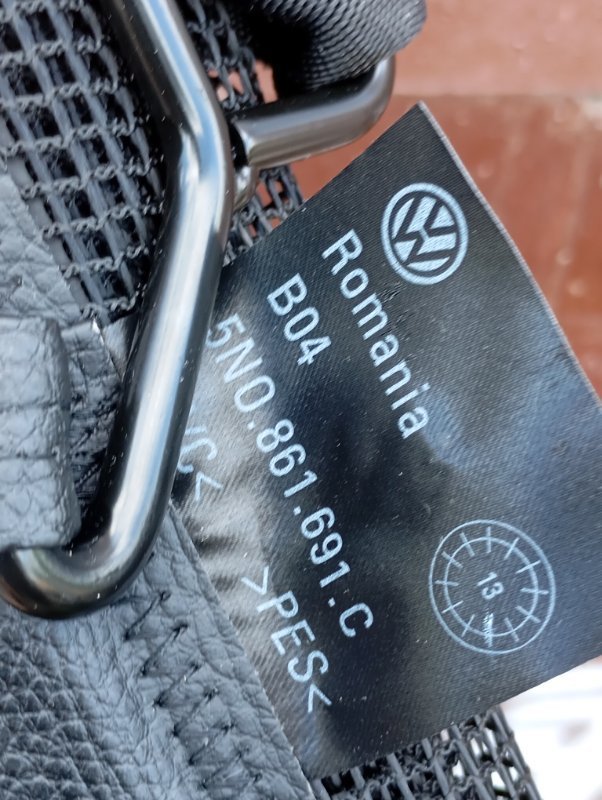 Romania
B04
5N0.861.691.C
>PES<
13